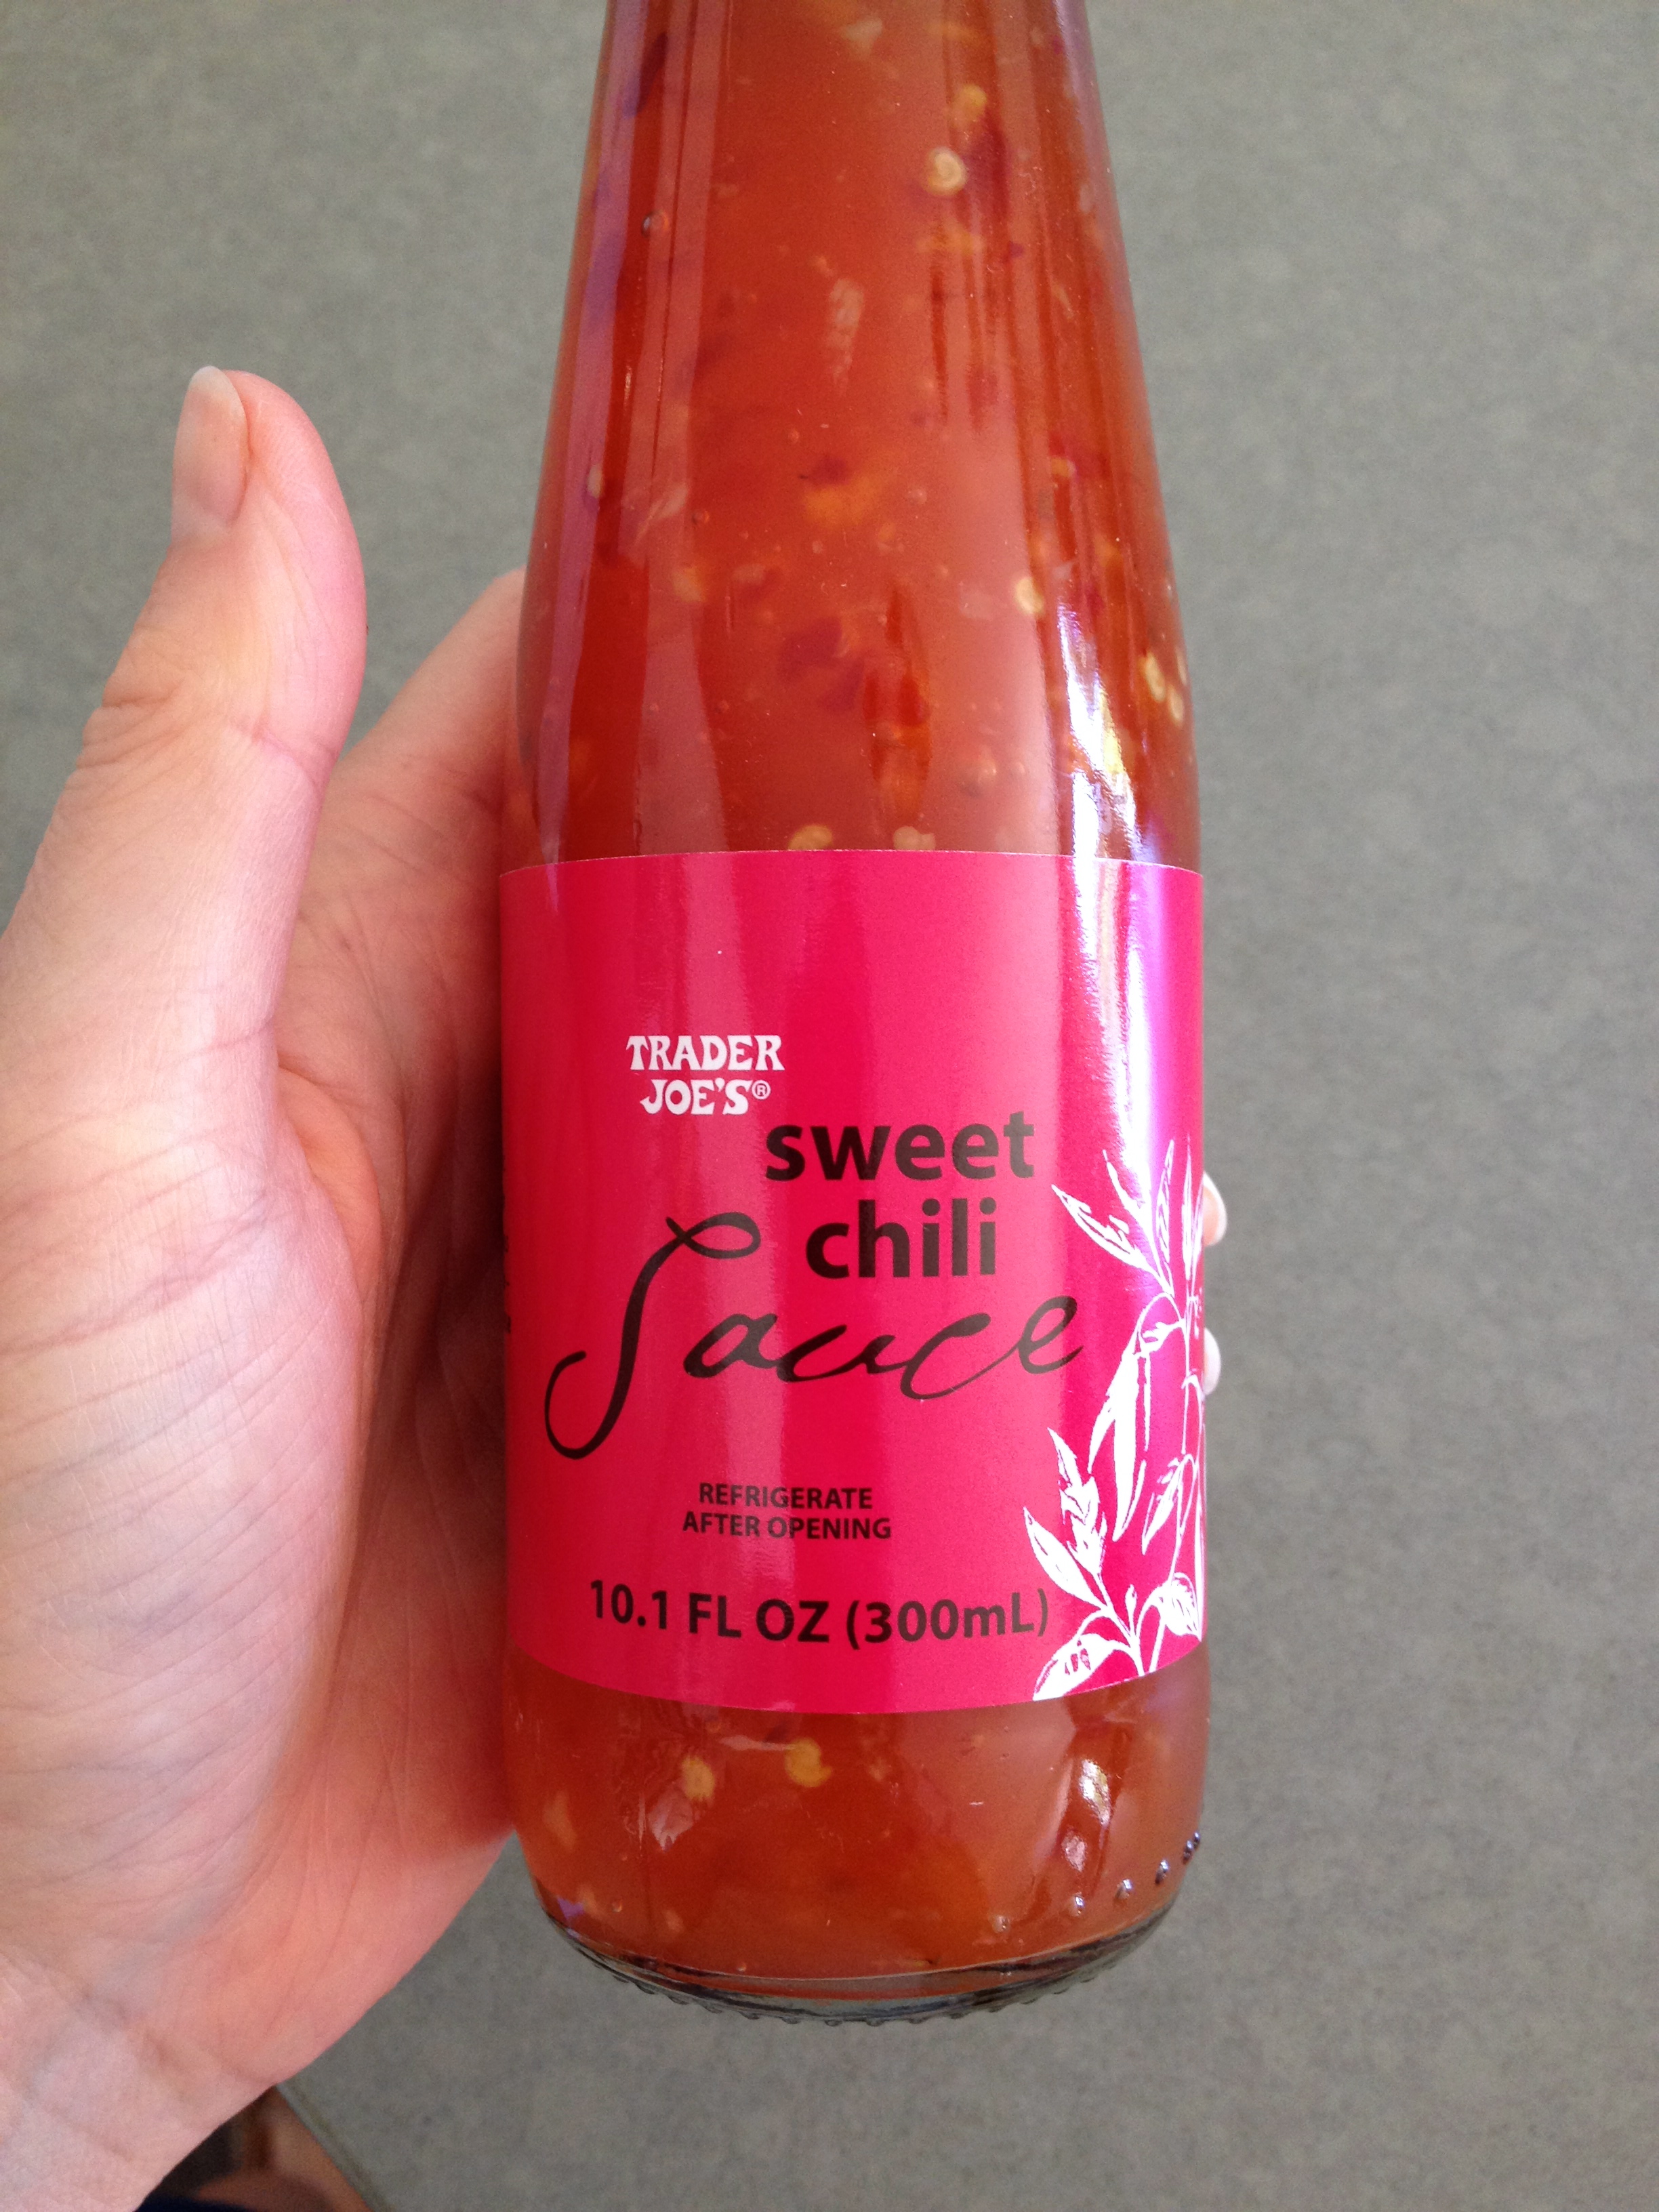 TRADER
JOE'S®
sweet
chili
Sauce
REFRIGERATE
AFTER OPENING
10.1 FL OZ (300mL)